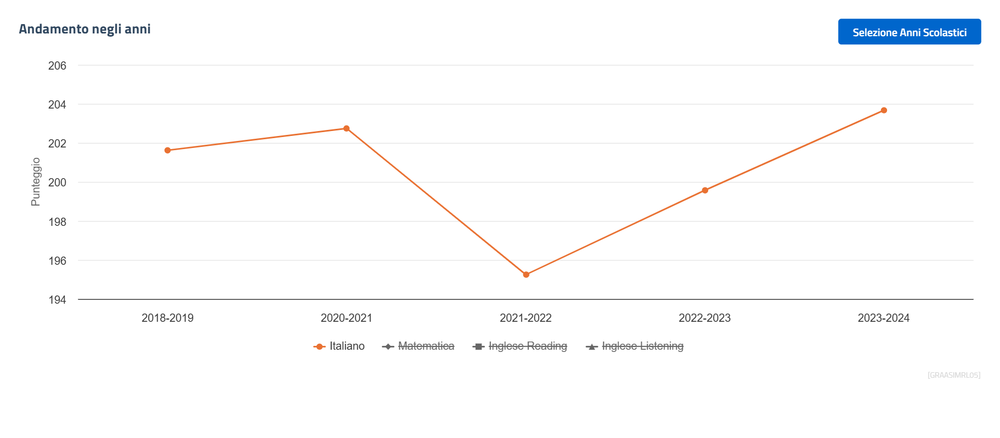 Andamento negli anni
Selezione Anni Scolastici
206
204
202
200
198
196
194
Punteggio
2018-2019 2020-2021 2021-2022 2022-2023 2023-2024
Italiano Matematica Inglese Reading Inglese Listening
[GRAASIMRL05]